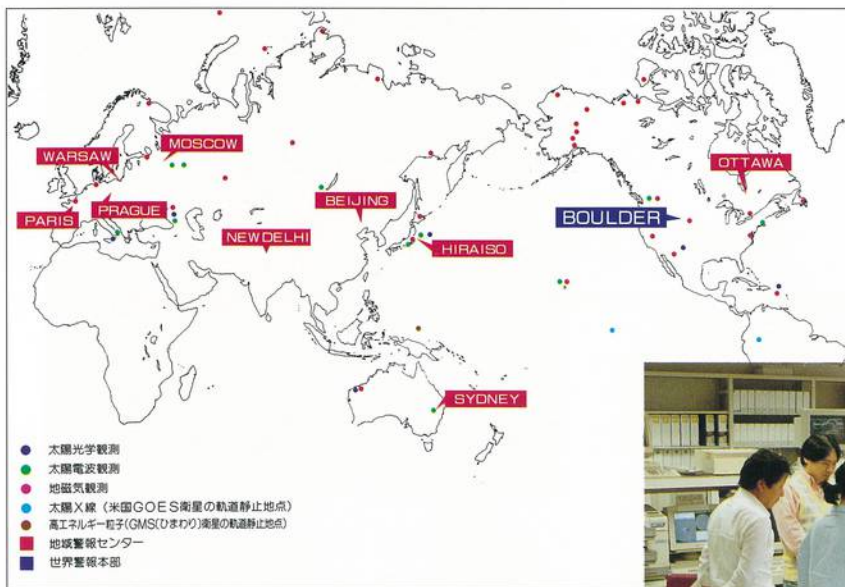 MOSCOW
WARSAW
OTTAWA
BEIJING
PARIS
PRAGUE
BOULDER
NEW DELHI
HIRAISO
SYDNEY
太陽光学観測
太陽電波観測
地磁気観測
太陽X線（米国GOES衛星の軌道静止地点）
高エネルギー粒子(GMS(ひまわり)衛星の軌道静止地点)
地域警報センター
世界警報本部